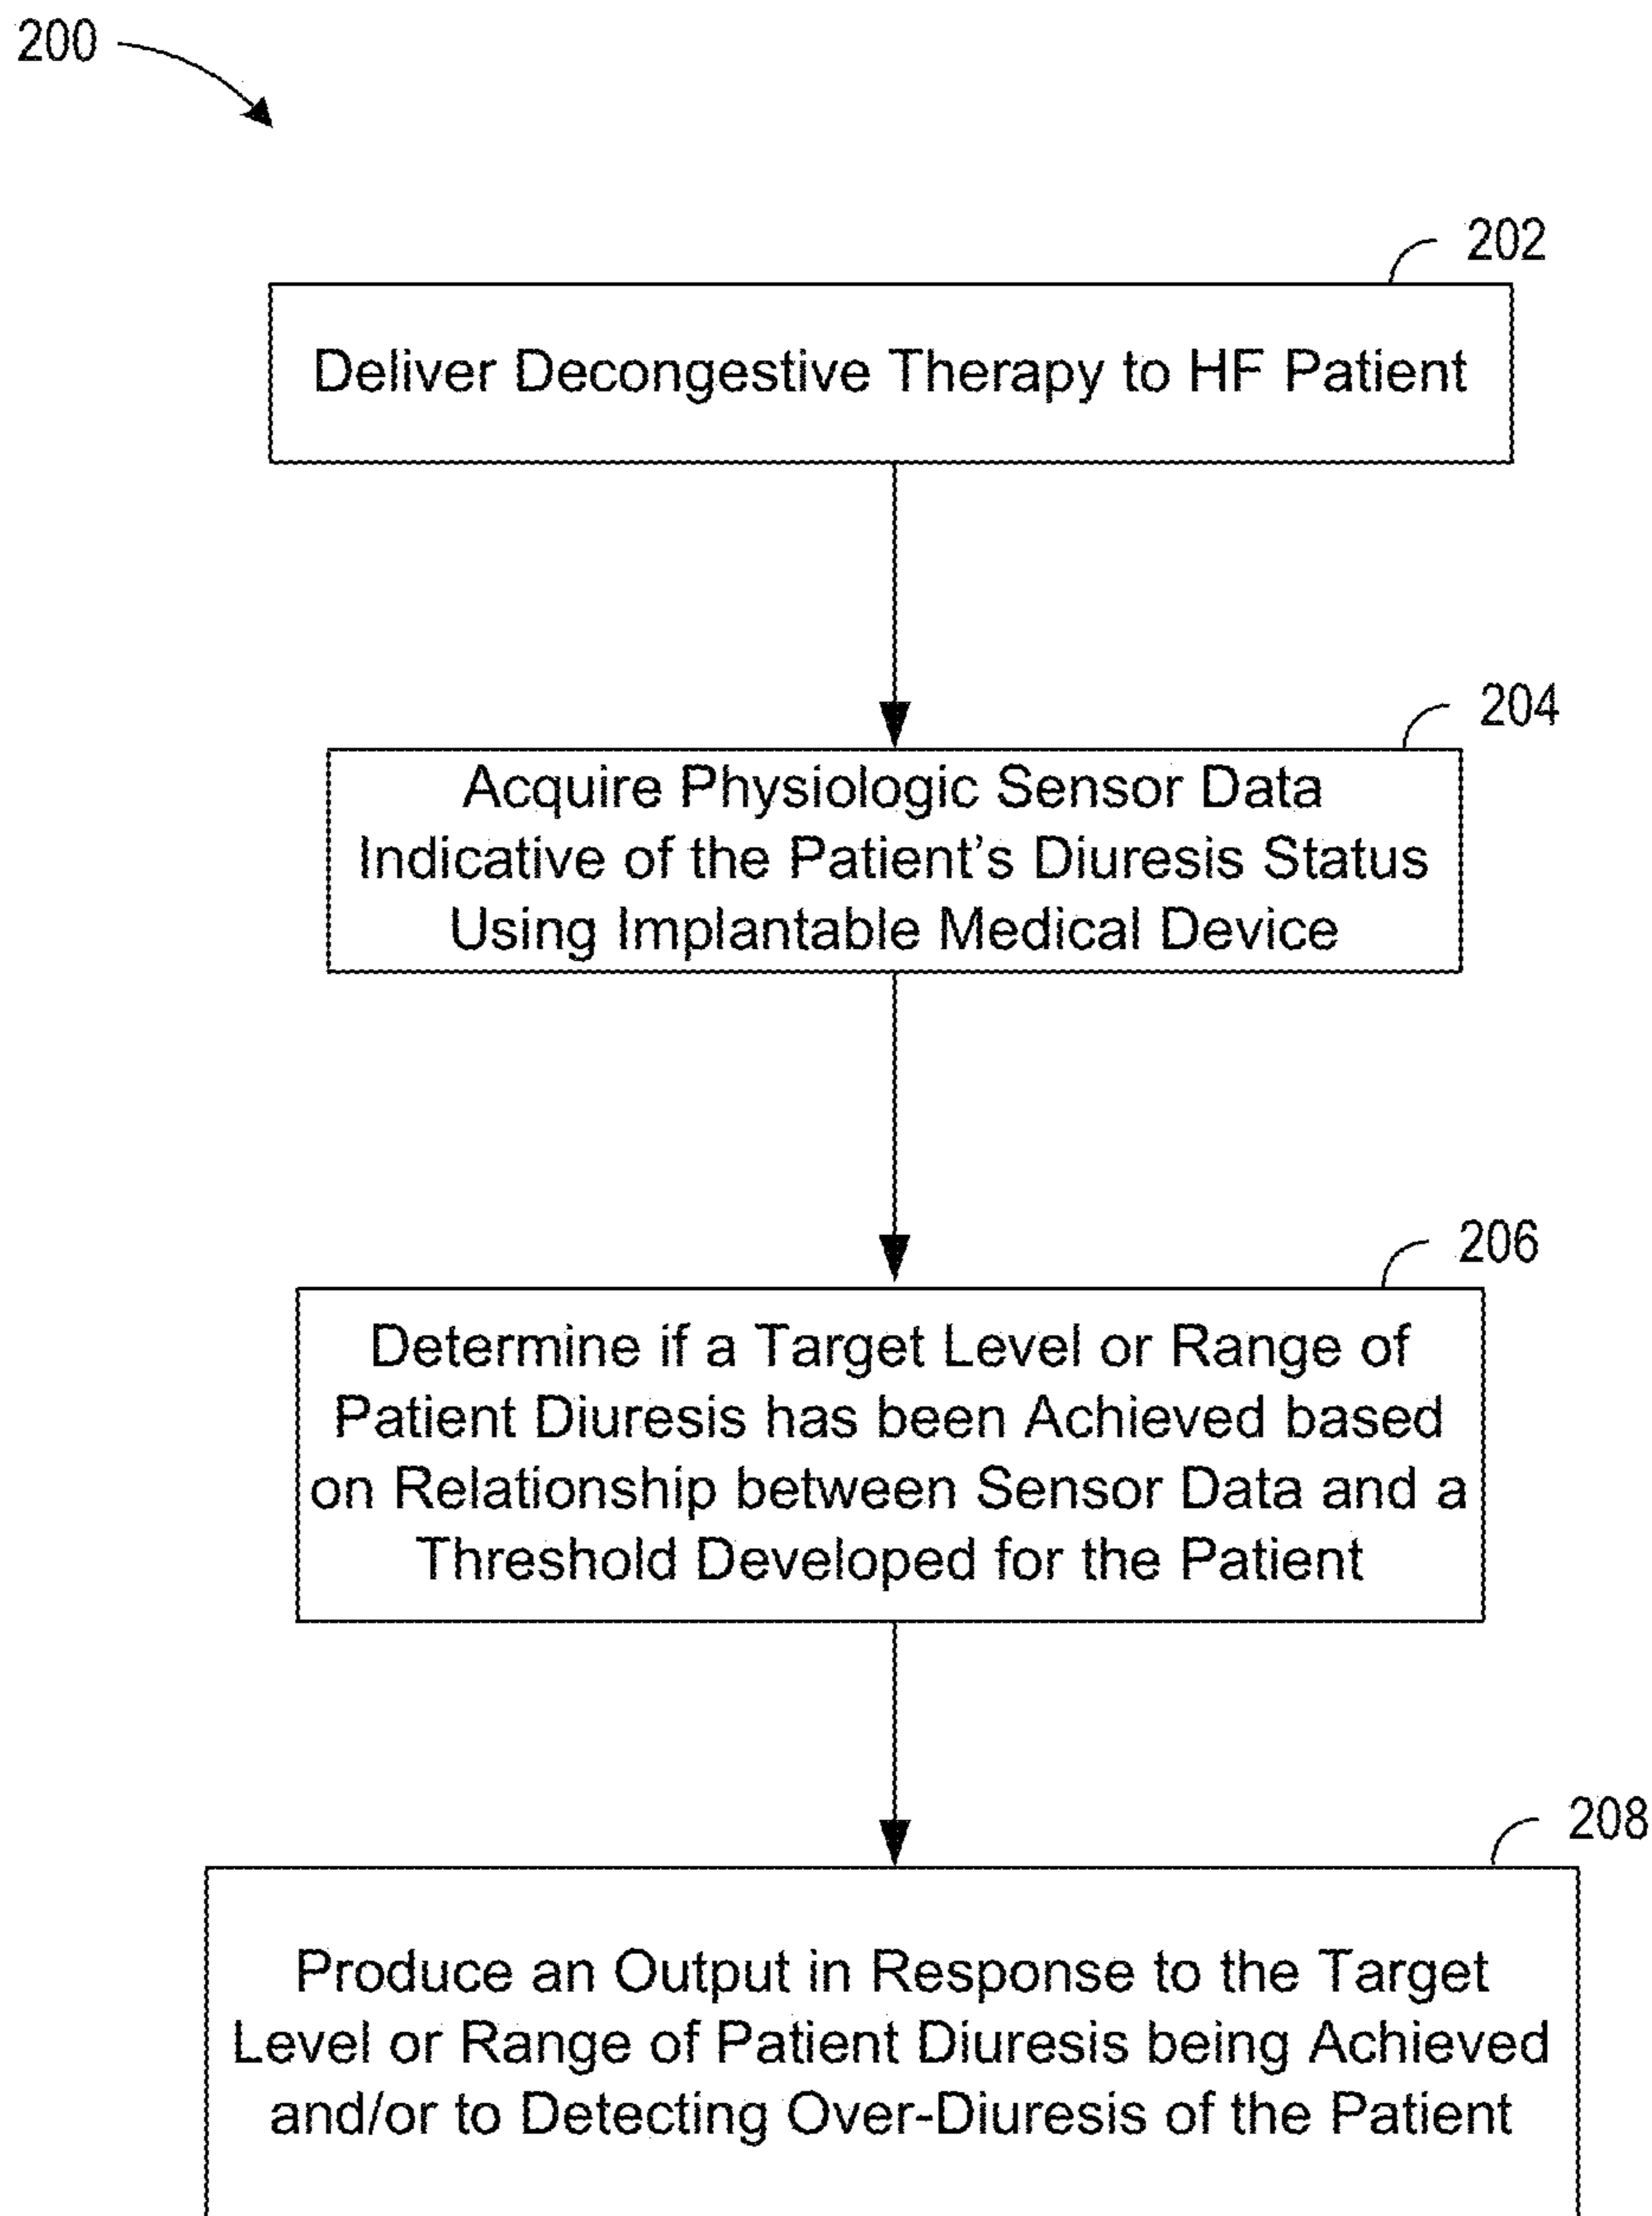 200
202
Deliver Decongestive Therapy to HF Patient
204
Acquire Physiologic Sensor Data
Indicative of the Patient’s Diuresis Status
Using Implantable Medical Device
206
Determine if a Target Level or Range of
Patient Diuresis has been Achieved based
on Relationship between Sensor Data and a
Threshold Developed for the Patient
208
Produce an Output in Response to the Target
Level or Range of Patient Diuresis being Achieved
and/or to Detecting Over-Diuresis of the Patient